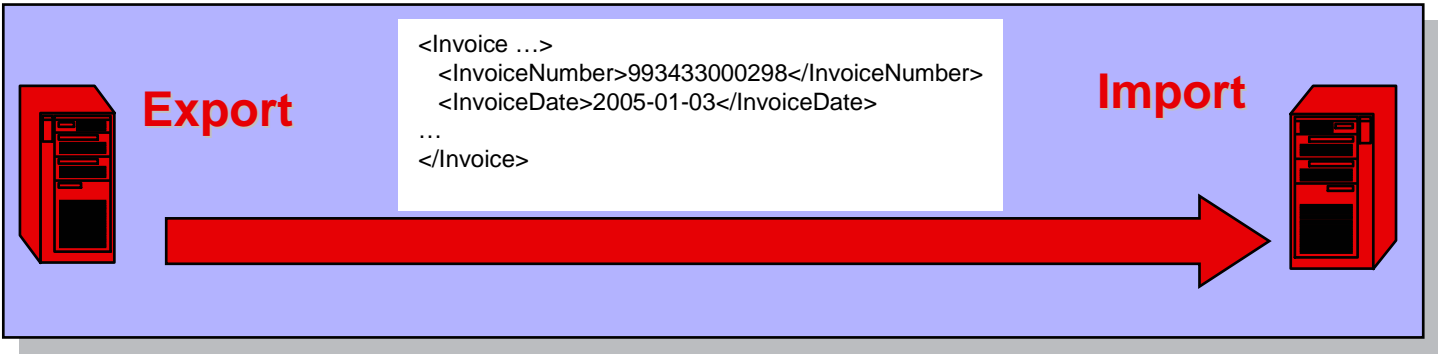 Export
<Invoice …>
<InvoiceNumber>993433000298</InvoiceNumber>
<InvoiceDate>2005-01-03</InvoiceDate>
…
</Invoice>
Import